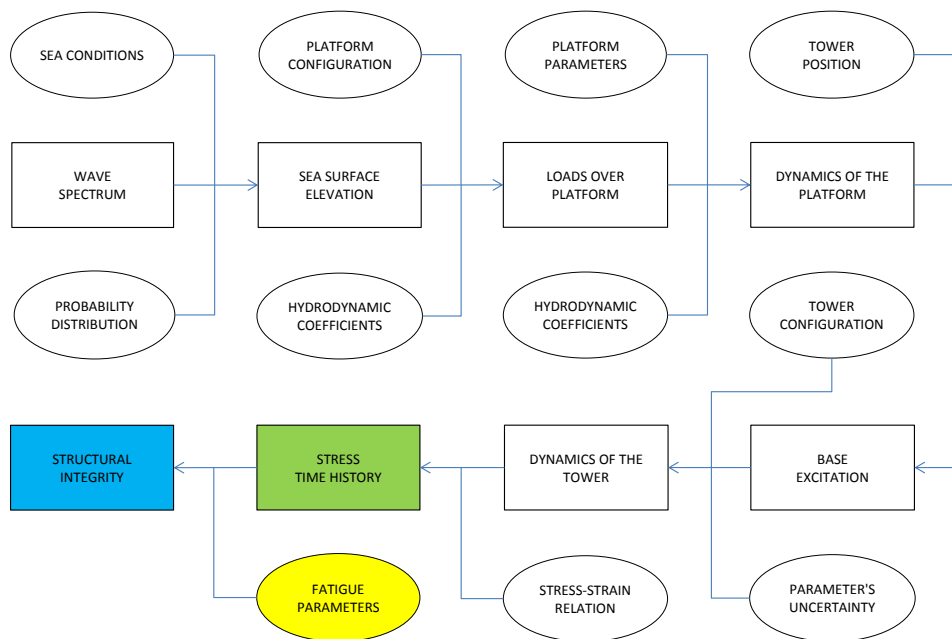 SEA CONDITIONS
PLATFORM
CONFIGURATION
PLATFORM
PARAMETERS
TOWER
POSITION
WAVE
SPECTRUM
SEA SURFACE
ELEVATION
LOADS OVER
PLATFORM
DYNAMICS OF THE
PLATFORM
PROBABILITY
DISTRIBUTION
HYDRODYNAMIC
COEFFICIENTS
HYDRODYNAMIC
COEFFICIENTS
TOWER
CONFIGURATION
STRUCTURAL
INTEGRITY
STRESS
TIME HISTORY
DYNAMICS OF THE
TOWER
BASE
EXCITATION
FATIGUE
PARAMETERS
STRESS-STRAIN
RELATION
PARAMETER'S
UNCERTAINTY